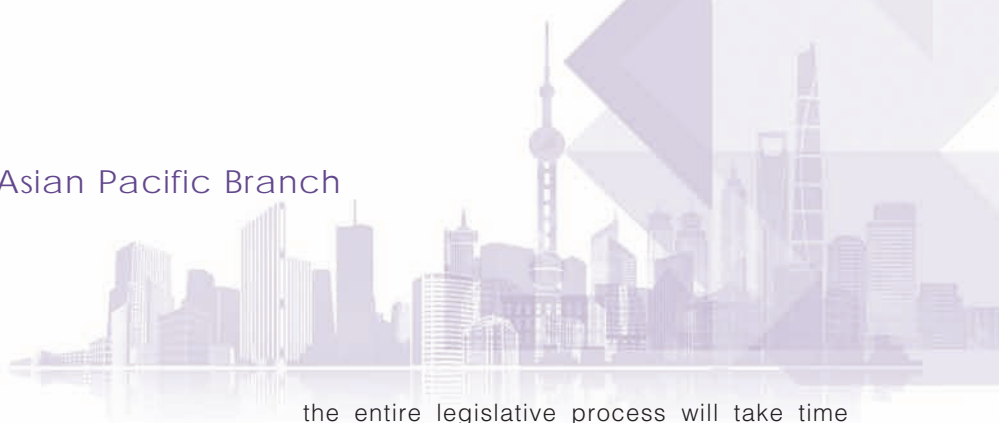 Asian Pacific Branch
the entire legislative process will take time